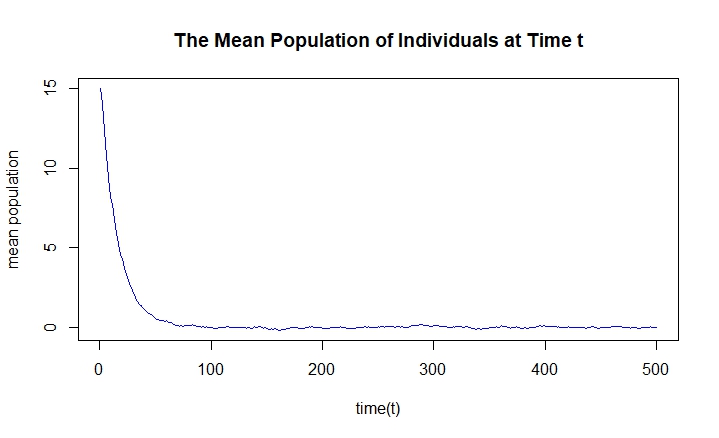 The Mean Population of Individuals at Time t
mean population
15
10
5
0
0 100 200 300 400 500
time(t)